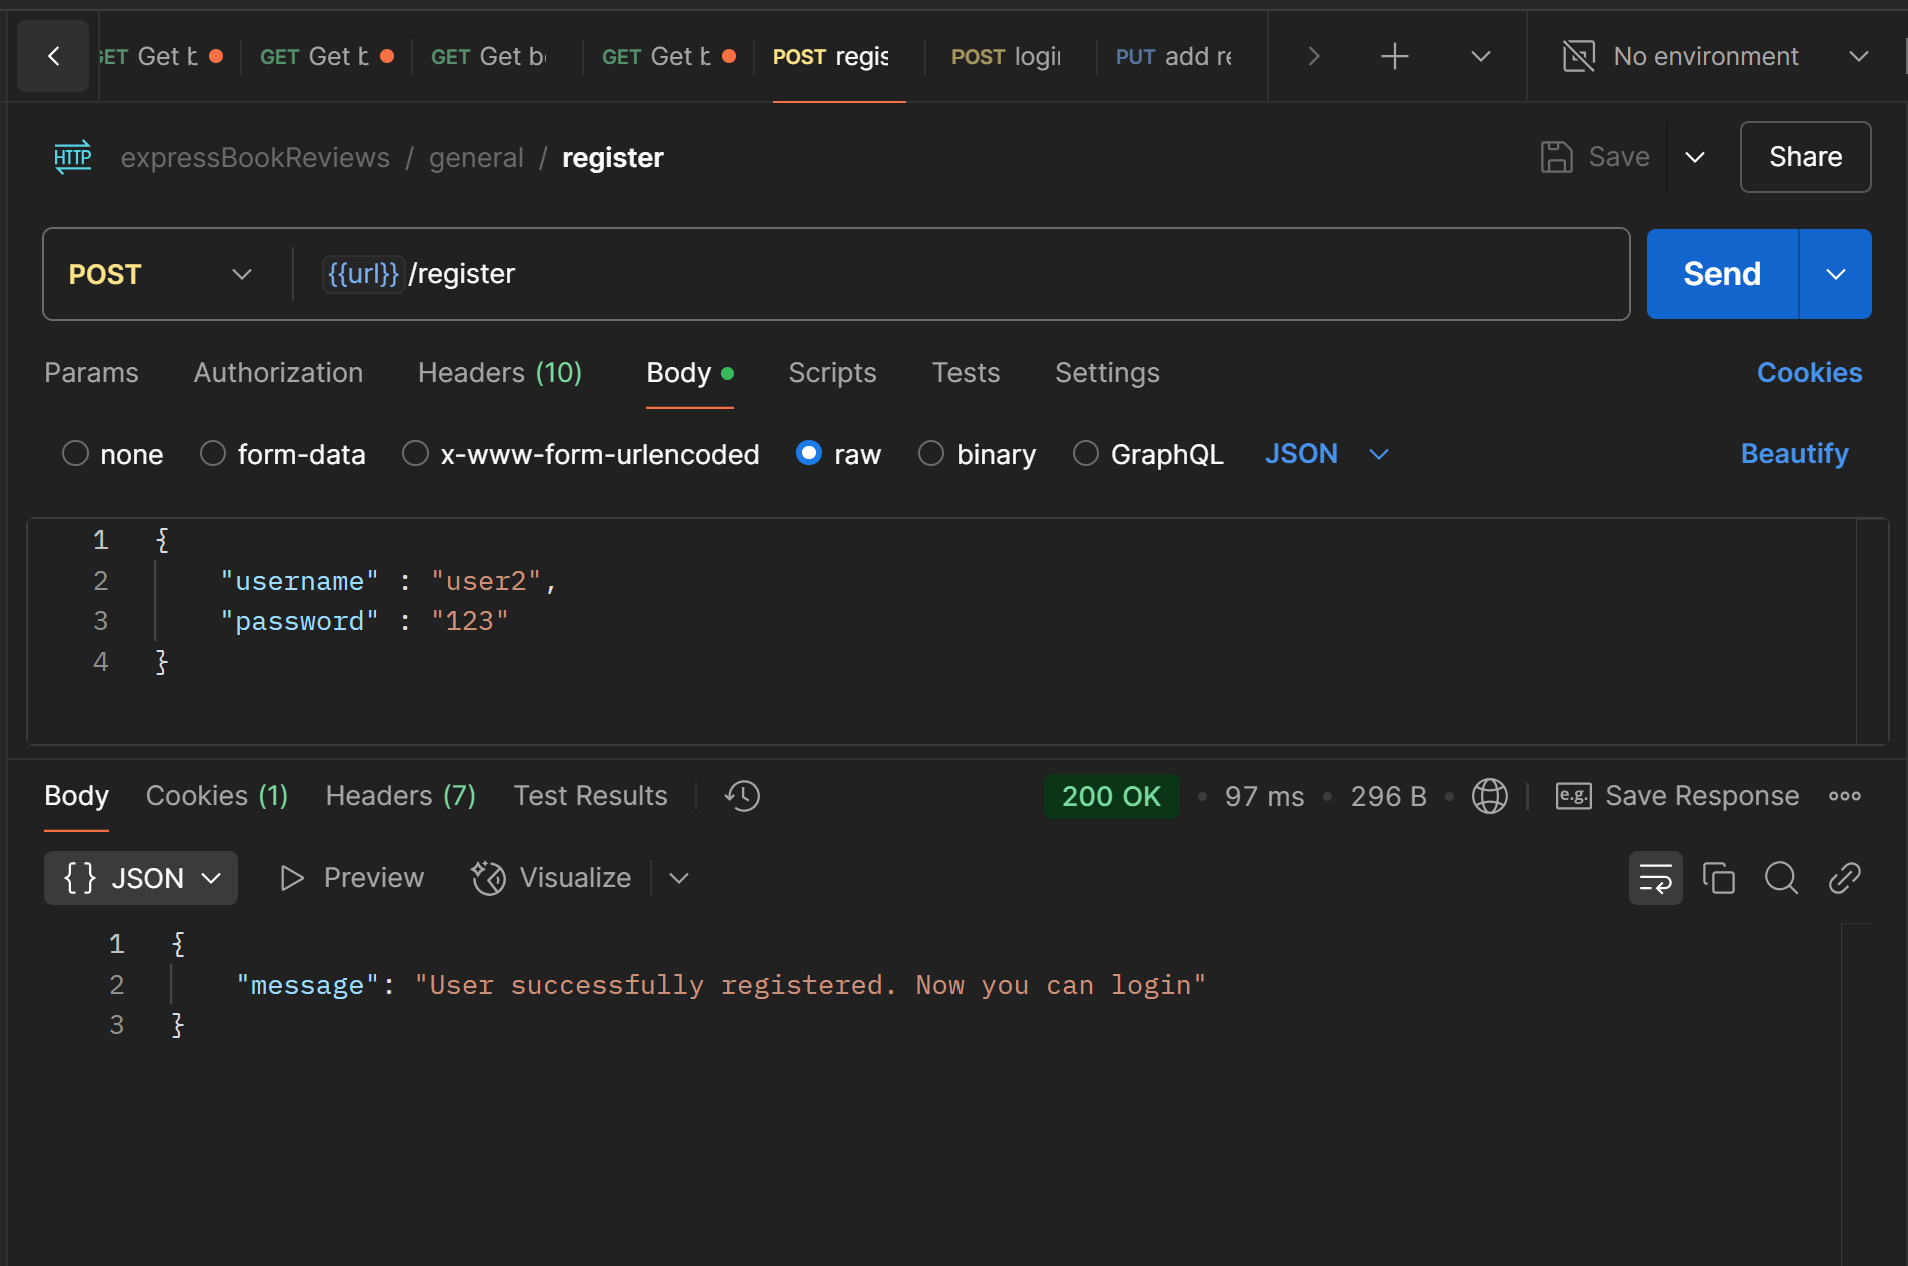 GET Get b GET Get b GET Get b GET Get b POST regis POST login PUT add re No environment
HTTP expressBookReviews / general / register Save Share
POST {{url}} /register Send
Params Authorization Headers (10) Body Scripts Tests Settings Cookies
none form-data x-www-form-urlencoded raw binary GraphQL JSON Beautify
1 {
2 "username" : "user2",
3 "password" : "123"
4 }
Body Cookies (1) Headers (7) Test Results 200 OK • 97 ms • 296 B • e.g. Save Response
{ } JSON Preview Visualize
1 {
2 "message": "User successfully registered. Now you can login"
3 }